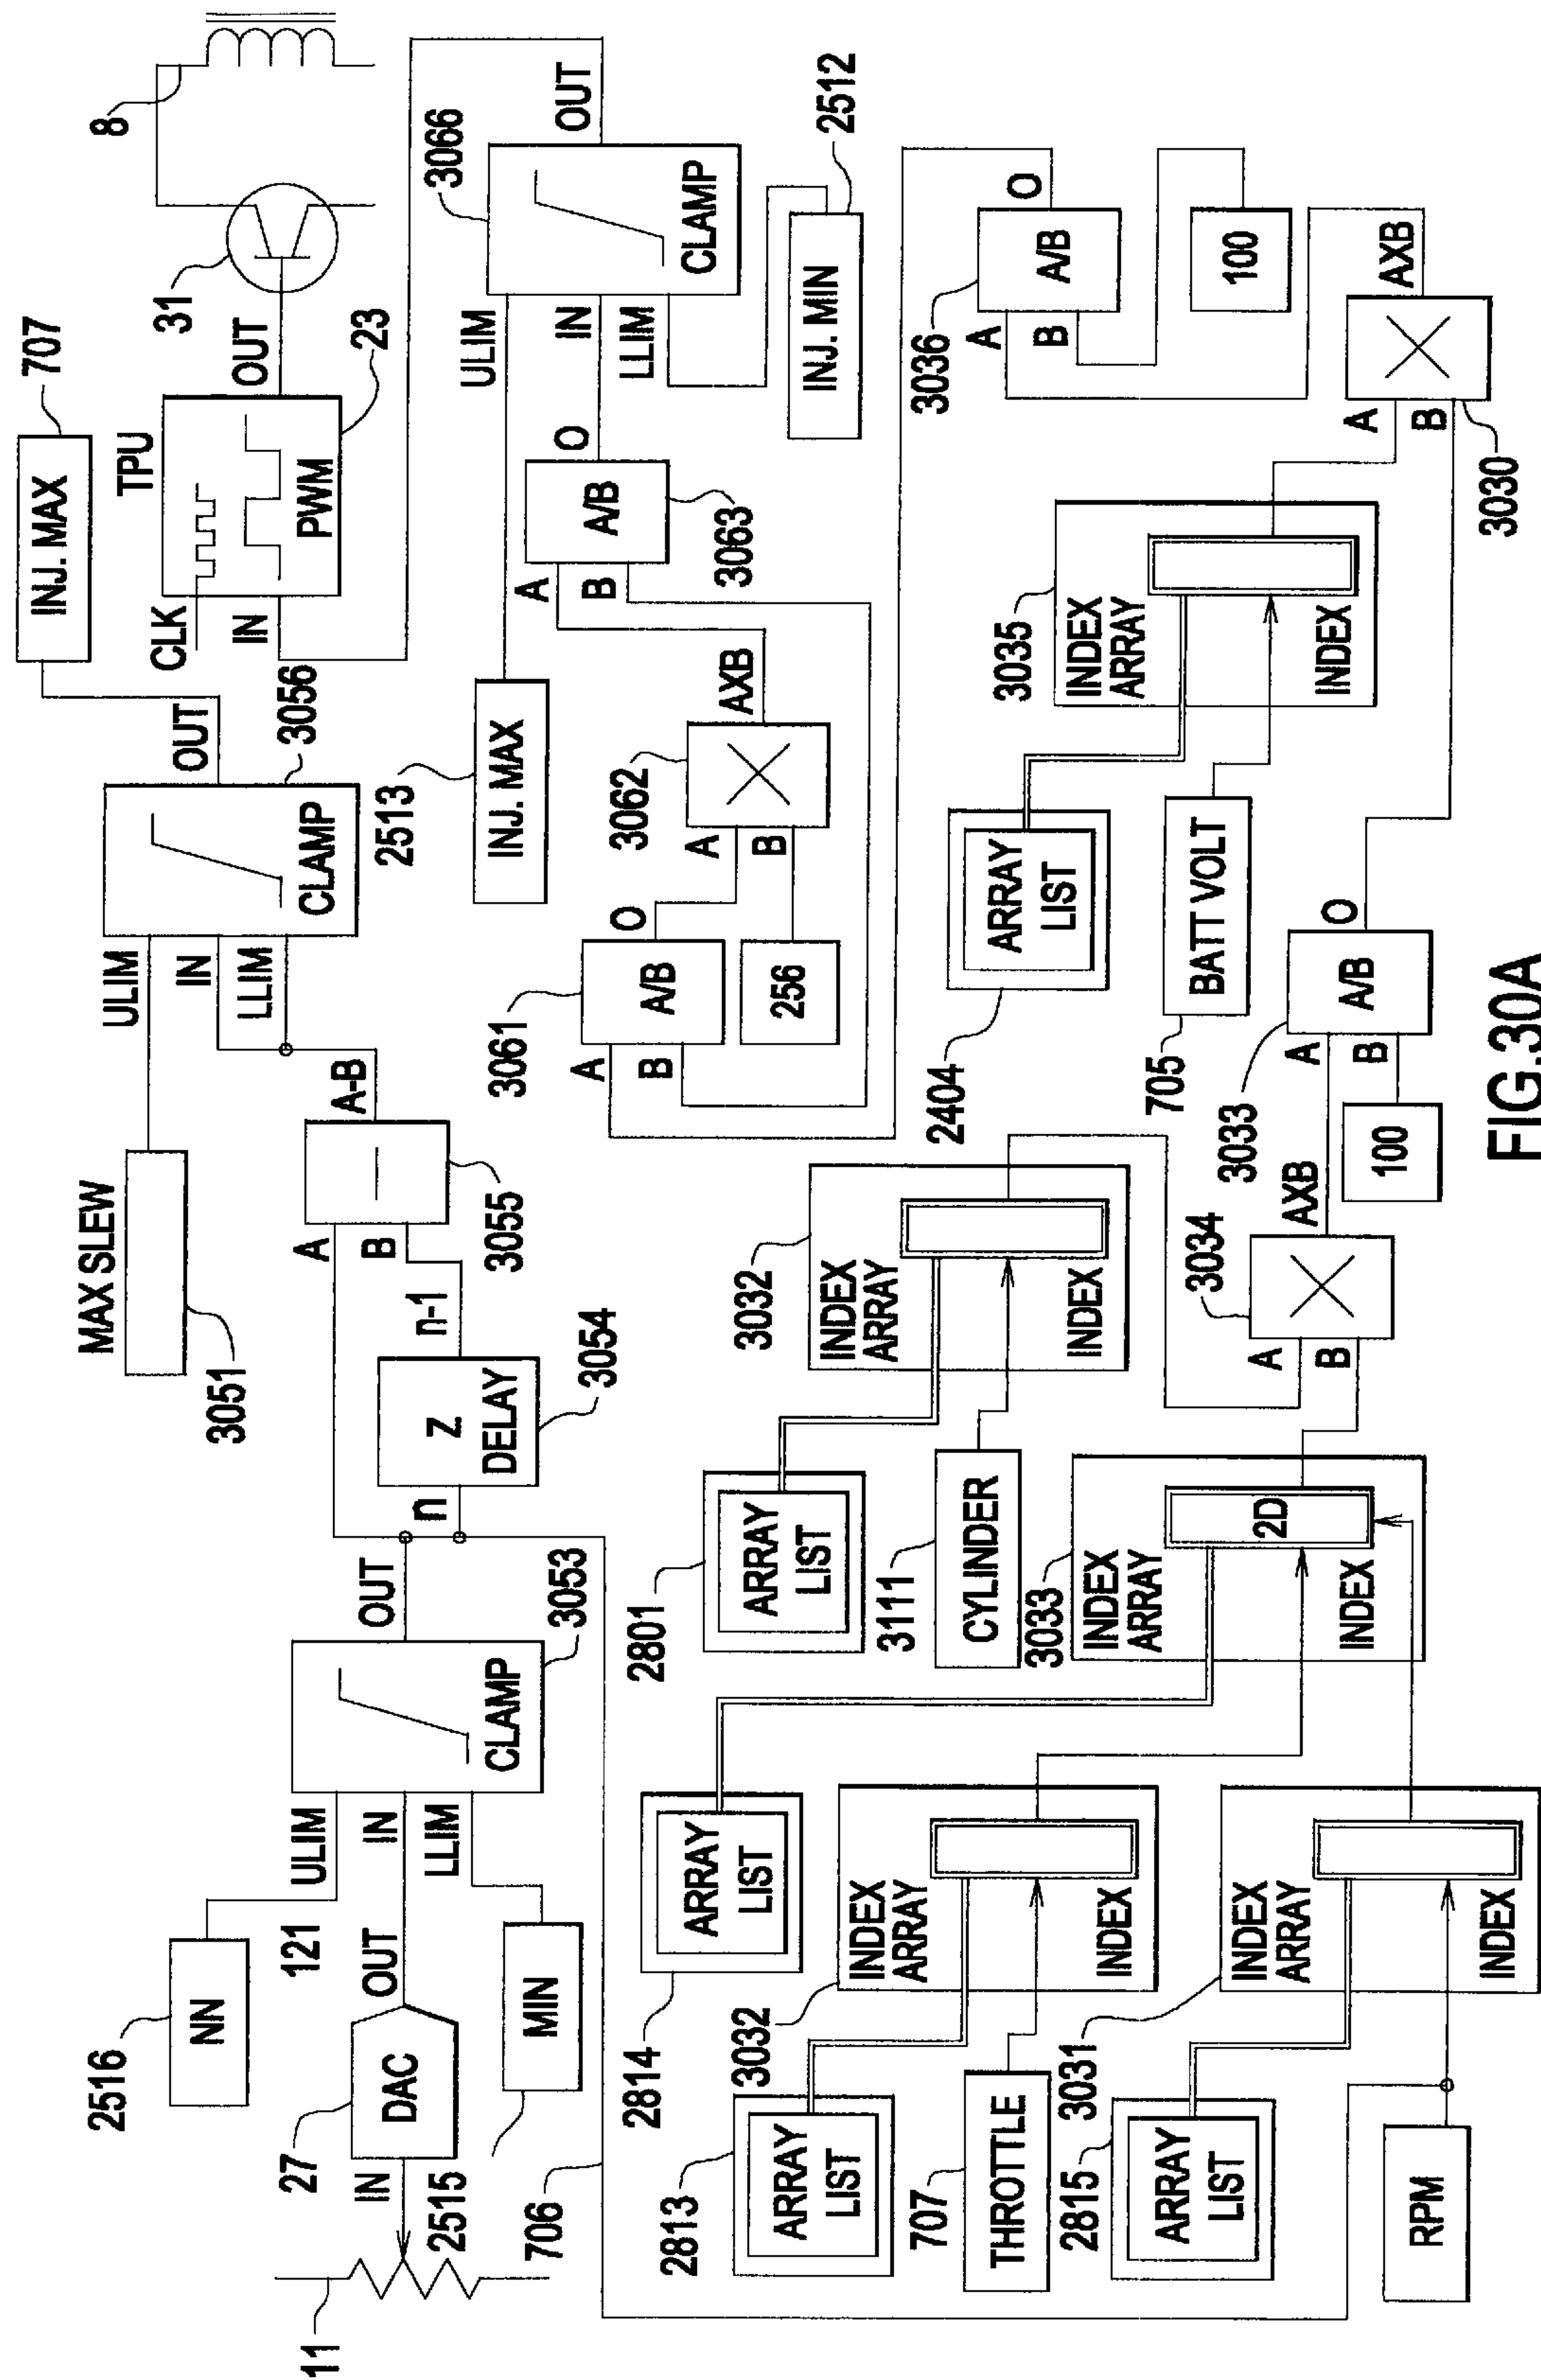 2516
NN
11
IN
27
DAC
OUT
121
2515
MIN
ULIM
IN
LLIM
CLAMP
3053
OUT
706
n
Z
DELAY
3054
n-1
MAX SLEW
3051
A
B
A-B
3055
ULIM
IN
LLIM
CLAMP
OUT
3056
INJ. MAX
707
TPU
CLK
IN
PWM
OUT
23
31
8
2513
INJ. MAX
3061
A
B
A/B
O
256
3062
A
B
AXB
3063
A
B
A/B
O
ULIM
IN
LLIM
CLAMP
OUT
3066
INJ. MIN
2512
2814
ARRAY
LIST
2813
ARRAY
LIST
3032
INDEX
ARRAY
INDEX
707
THROTTLE
2815
ARRAY
LIST
3031
INDEX
ARRAY
INDEX
RPM
2801
ARRAY
LIST
3111
CYLINDER
3032
INDEX
ARRAY
INDEX
3033
INDEX
ARRAY
2D
INDEX
3034
A
B
AXB
100
3033
A
B
A/B
O
2404
ARRAY
LIST
705
BATT VOLT
3035
INDEX
ARRAY
INDEX
A
B
AXB
3030
3036
A
B
A/B
O
100
FIG.30A